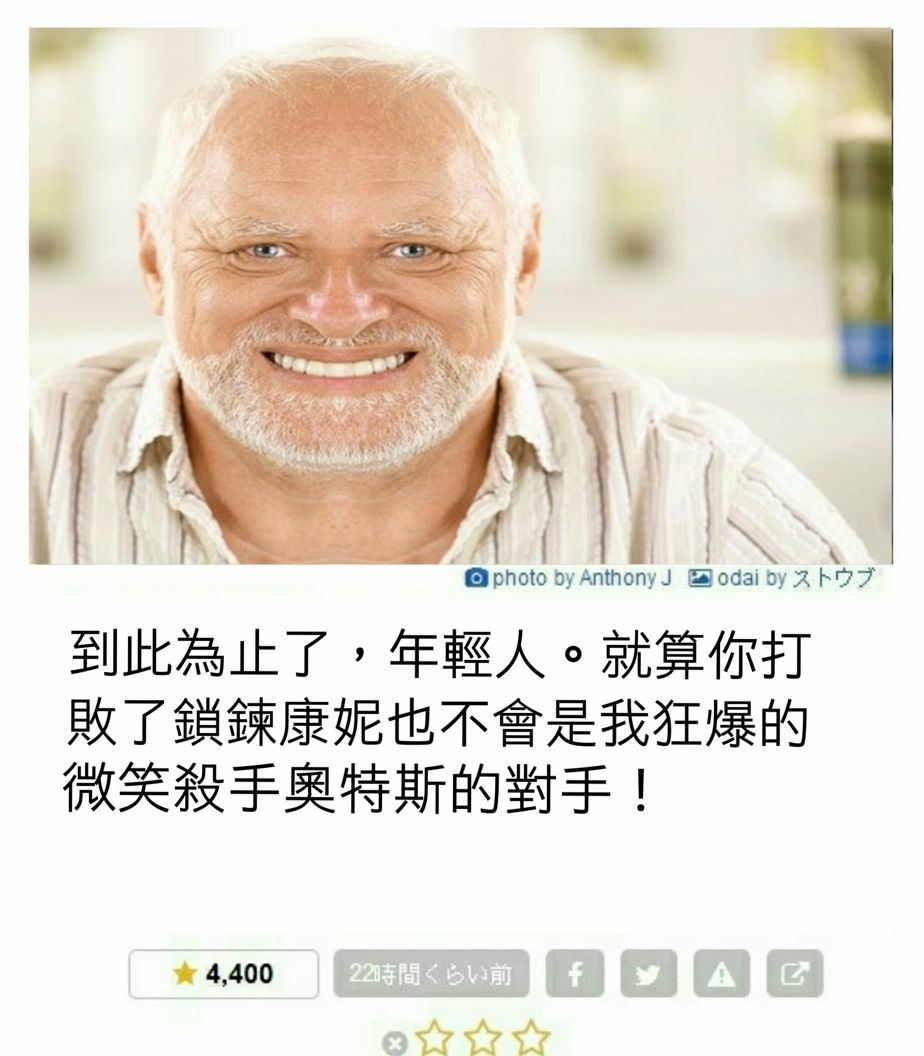 photo by Anthony J odai by ストウブ
到此為止了，年輕人。就算你打
敗了鎖鍊康妮也不會是我狂爆的
微笑殺手奧特斯的對手！
4,400 22時間くらい前